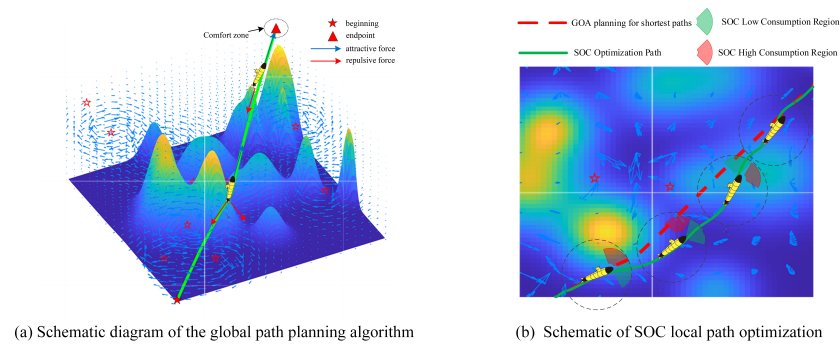 beginning
endpoint
attractive force
repulsive force
Comfort zone
GOA planning for shortest paths
SOC Low Consumption Region
SOC Optimization Path
SOC High Consumption Region
(a) Schematic diagram of the global path planning algorithm
(b) Schematic of SOC local path optimization